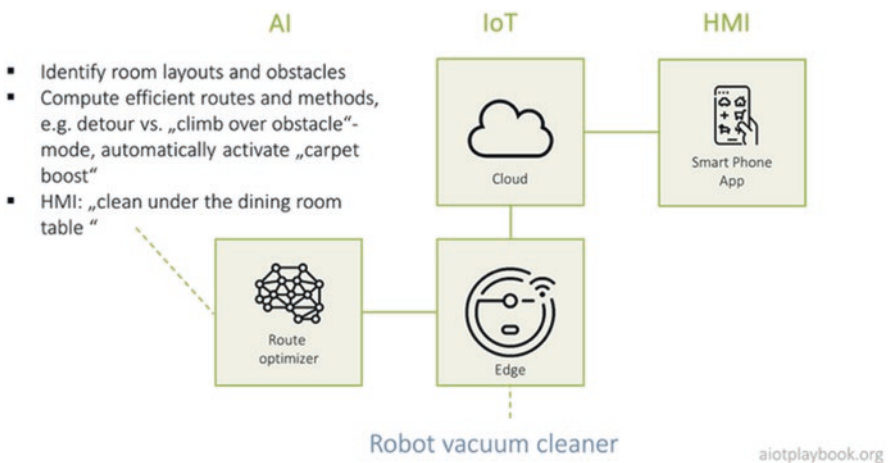 AI
IoT
HMI
▪ Identify room layouts and obstacles
▪ Compute efficient routes and methods,
e.g. detour vs. „climb over obstacle“-
mode, automatically activate „carpet
boost“
▪ HMI: „clean under the dining room
table “
Cloud
Smart Phone
App
Route
optimizer
Edge
Robot vacuum cleaner
aiotplaybook.org